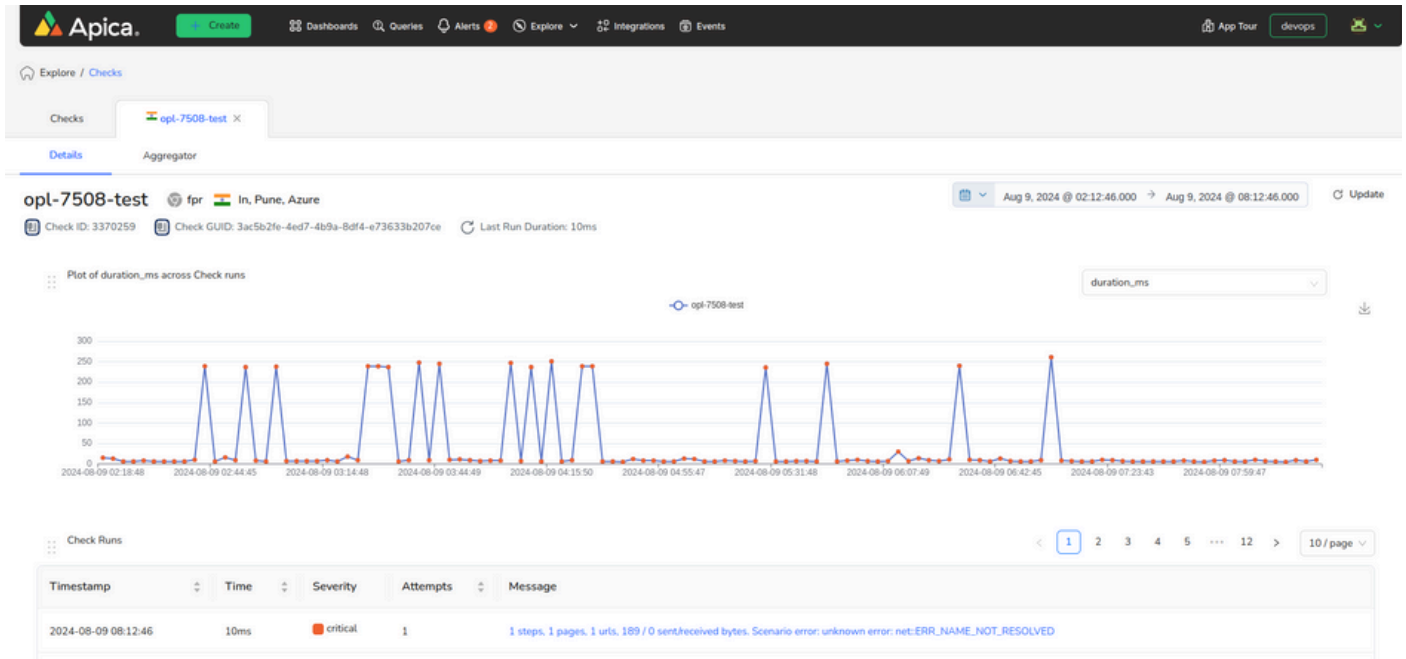 Apica.
+ Create
Dashboards
Queries
Alerts 2
Explore
Integrations
Events
App Tour
devops
Explore / Checks
Checks
opl-7508-test ×
Details
Aggregator
opl-7508-test fpr In, Pune, Azure
Aug 9, 2024 @ 02:12:46.000 → Aug 9, 2024 @ 08:12:46.000
Update
Check ID: 3370259 Check GUID: 3ac5b2fe-4ed7-4b9a-8df4-e73633b207ce Last Run Duration: 10ms
Plot of duration_ms across Check runs
duration_ms
opl-7508-test
300
250
200
150
100
50
0
2024-08-09 02:18:48 2024-08-09 02:44:45 2024-08-09 03:14:48 2024-08-09 03:44:49 2024-08-09 04:15:50 2024-08-09 04:55:47 2024-08-09 05:31:48 2024-08-09 06:07:49 2024-08-09 06:42:45 2024-08-09 07:23:43 2024-08-09 07:59:47
Check Runs
< 1 2 3 4 5 ••• 12 > 10 / page
Timestamp Time Severity Attempts Message
2024-08-09 08:12:46 10ms critical 1 1 steps, 1 pages, 1 urls, 189 / 0 sent/received bytes. Scenario error: unknown error: net::ERR_NAME_NOT_RESOLVED